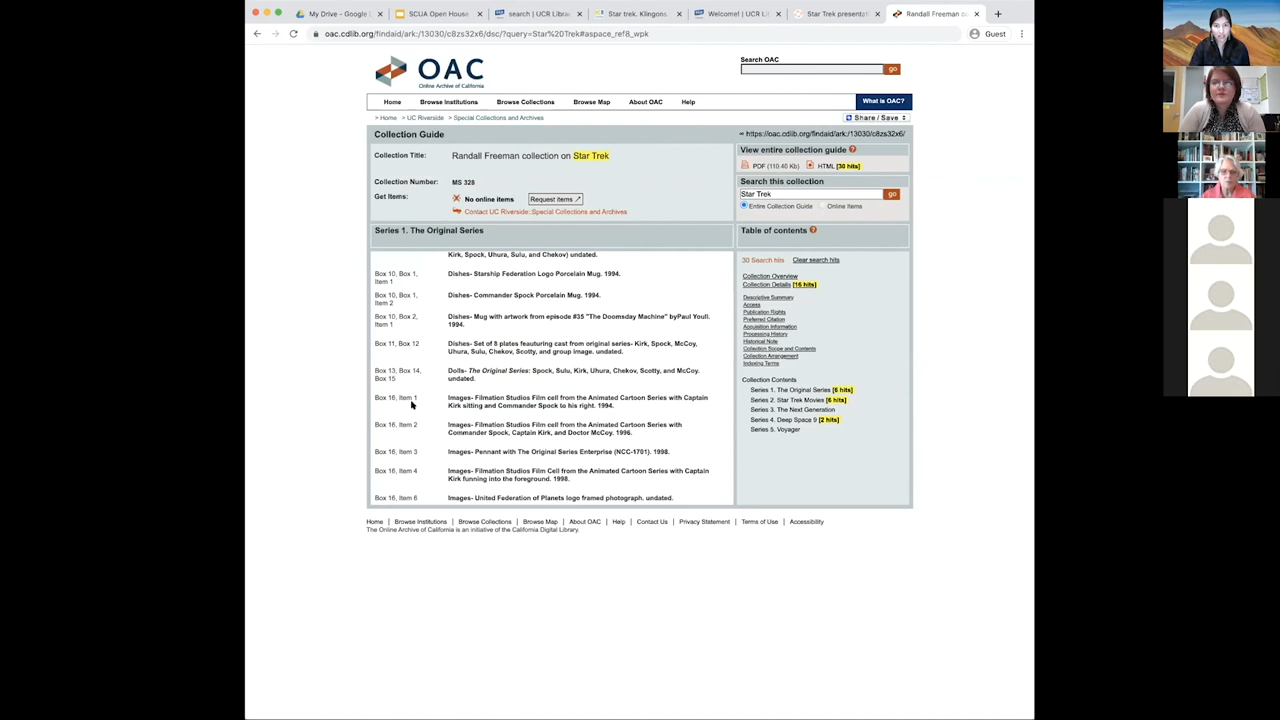 My Drive - Google
SCUA Open House
search | UCR Libra
Star trek. Klingons
Welcome! | UCR Li
Star Trek presenta
Randall Freeman co
oac.cdlib.org/findaid/ark:/13030/c8zs32x6/dsc/?query=Star%20Trek#aspace_ref8_wpk
Guest
OAC
Online Archive of California
Search OAC
go
Home
Browse Institutions
Browse Collections
Browse Map
About OAC
Help
What is OAC?
> Home > UC Riverside > Special Collections and Archives
Share / Save
Collection Guide
https://oac.cdlib.org/findaid/ark:/13030/c8zs32x6/
Collection Title:
Randall Freeman collection on Star Trek
Collection Number:
MS 328
Get Items:
No online items
Request items
Contact UC Riverside::Special Collections and Archives
View entire collection guide ?
PDF (110.40 Kb)
HTML [30 hits]
Search this collection
Star Trek
go
Entire Collection Guide
Online Items
Series 1. The Original Series
Kirk, Spock, Uhura, Sulu, and Chekov) undated.
Box 10, Box 1,
Item 1
Dishes- Starship Federation Logo Porcelain Mug. 1994.
Box 10, Box 1,
Item 2
Dishes- Commander Spock Porcelain Mug. 1994.
Box 10, Box 2,
Item 1
Dishes- Mug with artwork from episode #35 "The Doomsday Machine" byPaul Youll.
1994.
Box 11, Box 12
Dishes- Set of 8 plates feauturing cast from original series- Kirk, Spock, McCoy,
Uhura, Sulu, Chekov, Scotty, and group image. undated.
Box 13, Box 14,
Box 15
Dolls- The Original Series: Spock, Sulu, Kirk, Uhura, Chekov, Scotty, and McCoy.
undated.
Box 16, Item 1
Images- Filmation Studios Film cell from the Animated Cartoon Series with Captain
Kirk sitting and Commander Spock to his right. 1994.
Box 16, Item 2
Images- Filmation Studios Film cell from the Animated Cartoon Series with
Commander Spock, Captain Kirk, and Doctor McCoy. 1996.
Box 16, Item 3
Images- Pennant with The Original Series Enterprise (NCC-1701). 1998.
Box 16, Item 4
Images- Filmation Studios Film Cell from the Animated Cartoon Series with Captain
Kirk funning into the foreground. 1998.
Box 16, Item 6
Images- United Federation of Planets logo framed photograph. undated.
Table of contents ?
30 Search hits
Clear search hits
Collection Overview
Collection Details [16 hits]
Descriptive Summary
Access
Publication Rights
Preferred Citation
Acquisition Information
Processing History
Historical Note
Collection Scope and Contents
Collection Arrangement
Indexing Terms
Collection Contents
Series 1. The Original Series [6 hits]
Series 2. Star Trek Movies [6 hits]
Series 3. The Next Generation
Series 4. Deep Space 9 [2 hits]
Series 5. Voyager
Home | Browse Institutions | Browse Collections | Browse Map | About OAC | Help | Contact Us | Privacy Statement | Terms of Use | Accessibility
The Online Archive of California is an initiative of the California Digital Library.